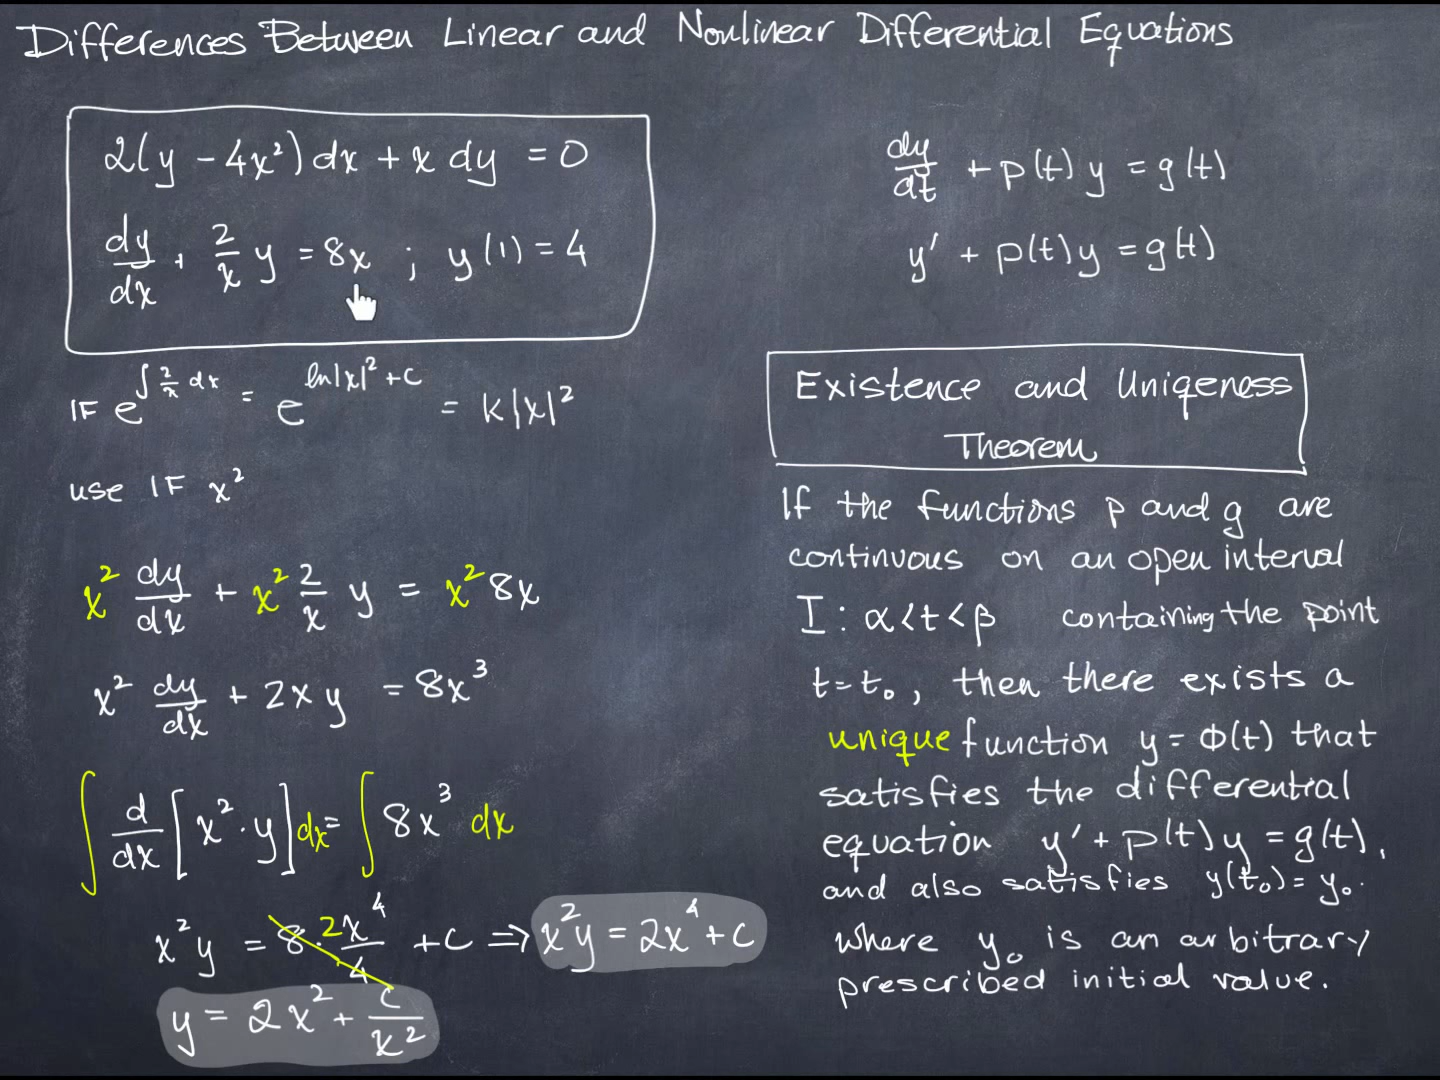 Differences Between Linear and Nonlinear Differential Equations
2(y - 4x²) dx + x dy = 0
dy/dx + 2/x y = 8x ; y(1) = 4
IF e^{∫ 2/x dx} = e^{ln|x|² + c} = k|x|²
use IF x²
x² dy/dx + x² 2/x y = x² 8x
x² dy/dx + 2xy = 8x³
∫ d/dx [x² · y] dx = ∫ 8x³ dx
x²y = 8 · 2x⁴/4 + c ⇒ x²y = 2x⁴ + c
y = 2x² + c/x²
dy/dt + p(t) y = g(t)
y' + p(t) y = g(t)
Existence and Uniqeness
Theorem
If the functions p and g are
continuous on an open interval
I : α < t < β containing the point
t = t₀, then there exists a
unique function y = Φ(t) that
satisfies the differential
equation y' + p(t) y = g(t),
and also satisfies y(t₀) = y₀.
where y₀ is an arbitrary
prescribed initial value.